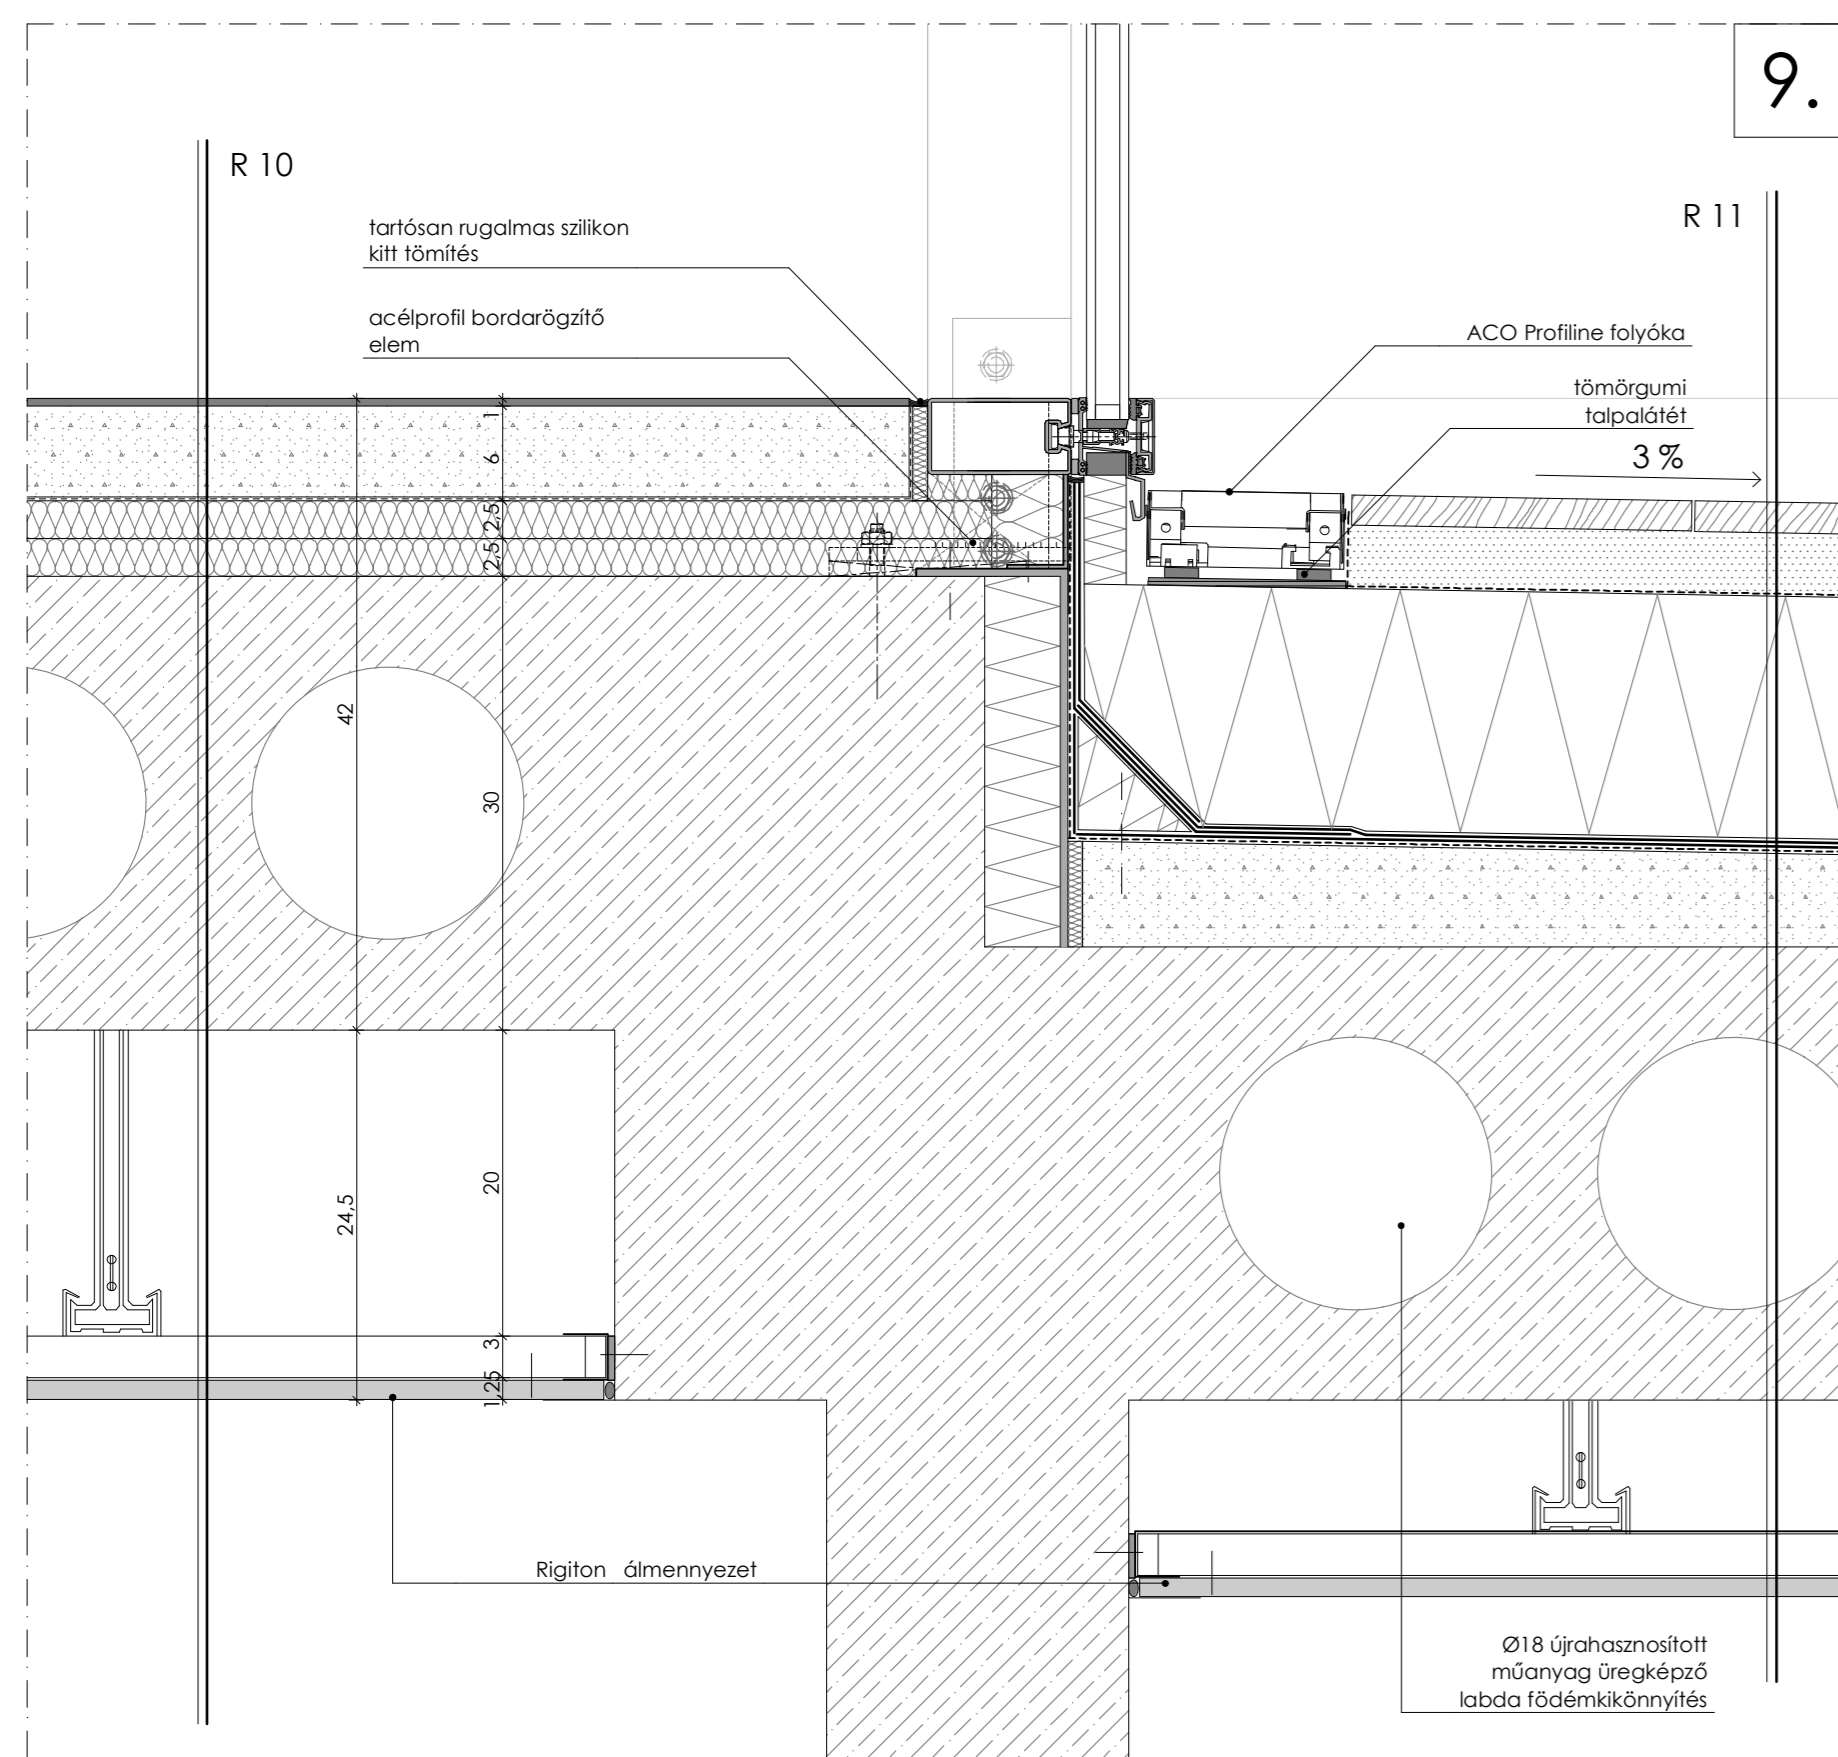 9.
R 10
R 11
tartósan rugalmas szilikon
kitt tömítés
acélprofil bordarögzítő
elem
ACO Profiline folyóka
tömörgumi
talpalátét
3 %
1
6
2,5
2,5
42
30
24,5
20
3
1,25
Rigiton álmennyezet
Ø18 újrahasznosított
műanyag üregképző
labda födémkikönnyítés